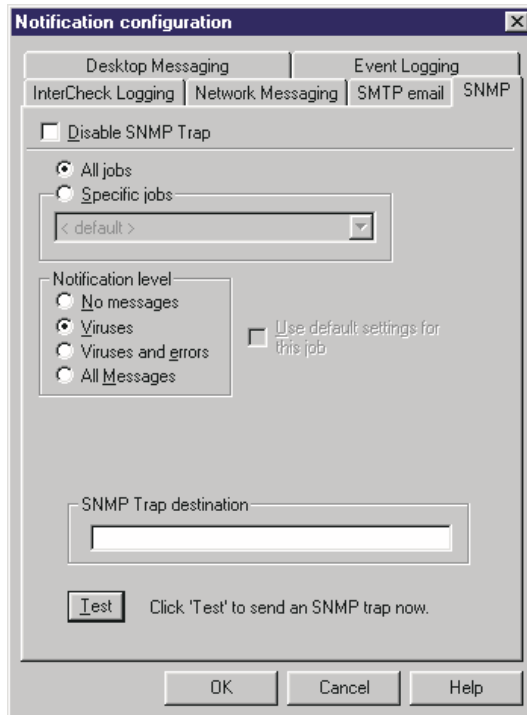 Notification configuration
Desktop Messaging
Event Logging
InterCheck Logging
Network Messaging
SMTP email
SNMP
Disable SNMP Trap
All jobs
Specific jobs
< default >
Notification level
No messages
Viruses
Viruses and errors
All Messages
Use default settings for
this job
SNMP Trap destination
Test
Click 'Test' to send an SNMP trap now.
OK
Cancel
Help